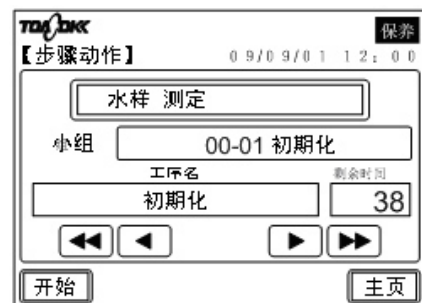 TOADKK 保养
【步骤动作】 09/09/01 12:00
水样 测定
小组 00-01 初期化
工序名 剩余时间
初期化 38
开始 主页